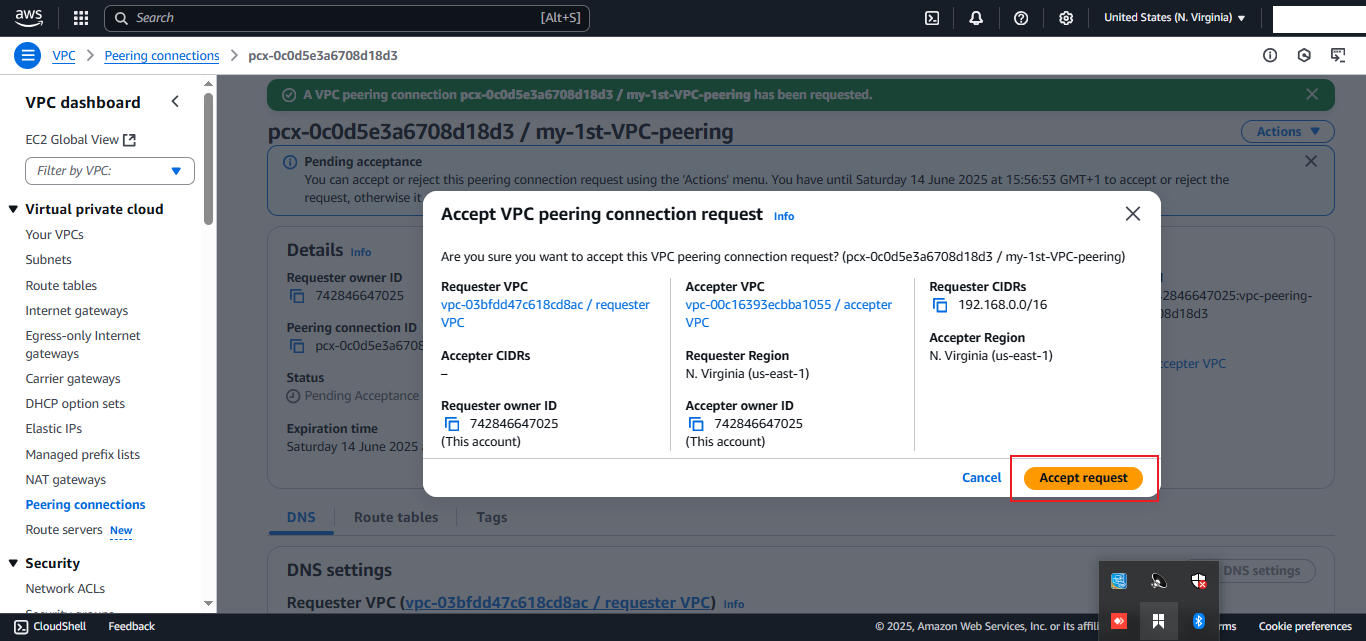 aws
Search
[Alt+S]
United States (N. Virginia)
VPC
Peering connections
pcx-0c0d5e3a6708d18d3
VPC dashboard
EC2 Global View
Filter by VPC:
Virtual private cloud
Your VPCs
Subnets
Route tables
Internet gateways
Egress-only Internet
gateways
Carrier gateways
DHCP option sets
Elastic IPs
Managed prefix lists
NAT gateways
Peering connections
Route servers New
Security
Network ACLs
A VPC peering connection pcx-0c0d5e3a6708d18d3 / my-1st-VPC-peering has been requested.
pcx-0c0d5e3a6708d18d3 / my-1st-VPC-peering
Actions
Pending acceptance
You can accept or reject this peering connection request using the 'Actions' menu. You have until Saturday 14 June 2025 at 15:56:53 GMT+1 to accept or reject the
request, otherwise it
Details Info
Requester owner ID
742846647025
Peering connection ID
pcx-0c0d5e3a6708
Status
Pending Acceptance
Expiration time
Saturday 14 June 2025
2846647025:vpc-peering-
08d18d3
ccepter VPC
Accept VPC peering connection request Info
Are you sure you want to accept this VPC peering connection request? (pcx-0c0d5e3a6708d18d3 / my-1st-VPC-peering)
Requester VPC
vpc-03bfdd47c618cd8ac / requester
VPC
Accepter CIDRs
–
Requester owner ID
742846647025
(This account)
Accepter VPC
vpc-00c16393ecbba1055 / accepter
VPC
Requester Region
N. Virginia (us-east-1)
Accepter owner ID
742846647025
(This account)
Requester CIDRs
192.168.0.0/16
Accepter Region
N. Virginia (us-east-1)
Cancel
Accept request
DNS
Route tables
Tags
DNS settings
DNS settings
Requester VPC (vpc-03bfdd47c618cd8ac / requester VPC) Info
CloudShell
Feedback
© 2025, Amazon Web Services, Inc. or its affili
rms
Cookie preferences